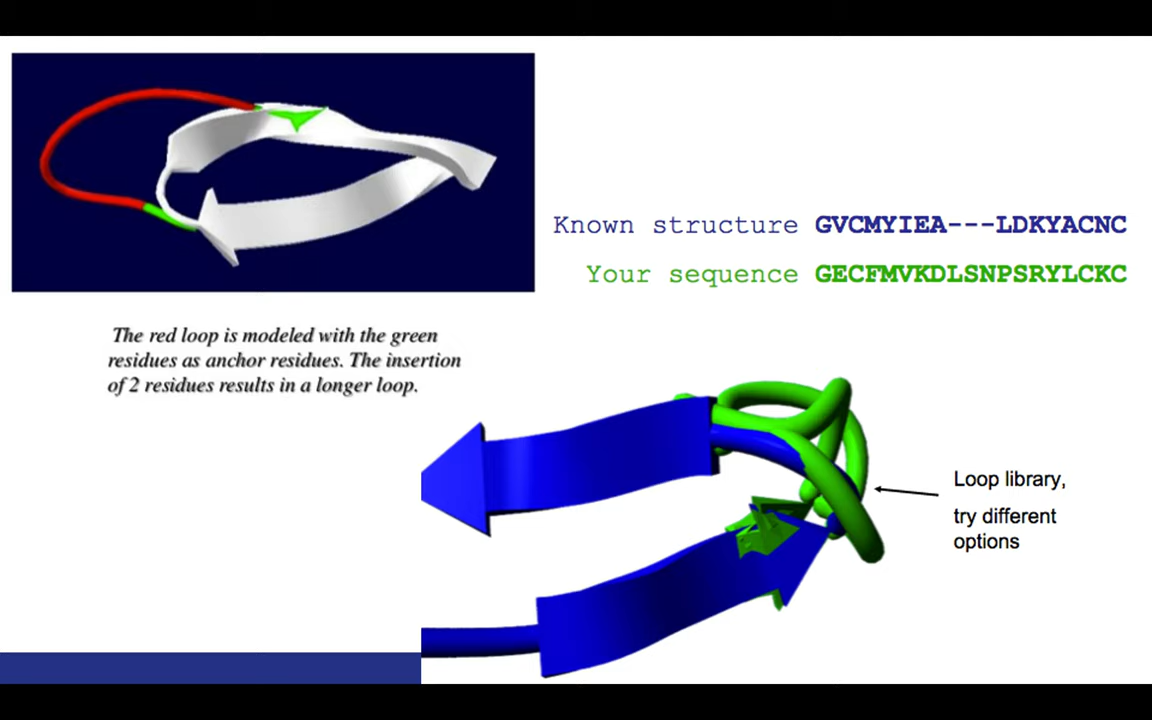 Known structure GVCMYIEA---LDKYACNC
Your sequence GECFMVKDLSNPSRYLCKC
The red loop is modeled with the green
residues as anchor residues. The insertion
of 2 residues results in a longer loop.
Loop library,
try different
options